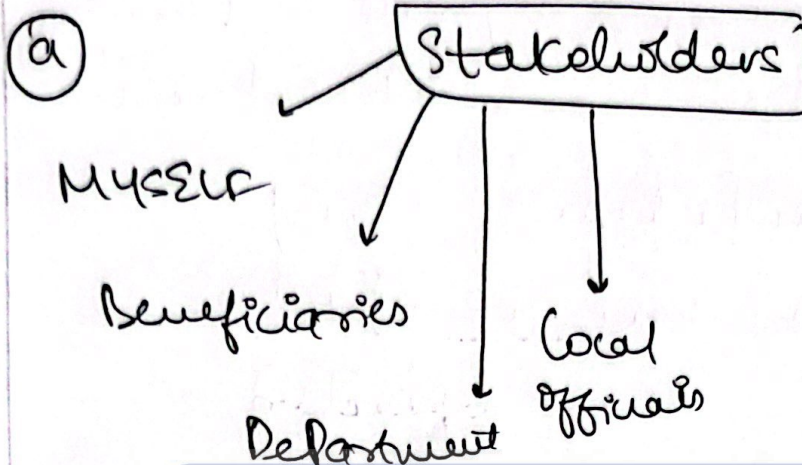 a
Stakeholders
MYSELF
Beneficiaries
Local
officials
Department